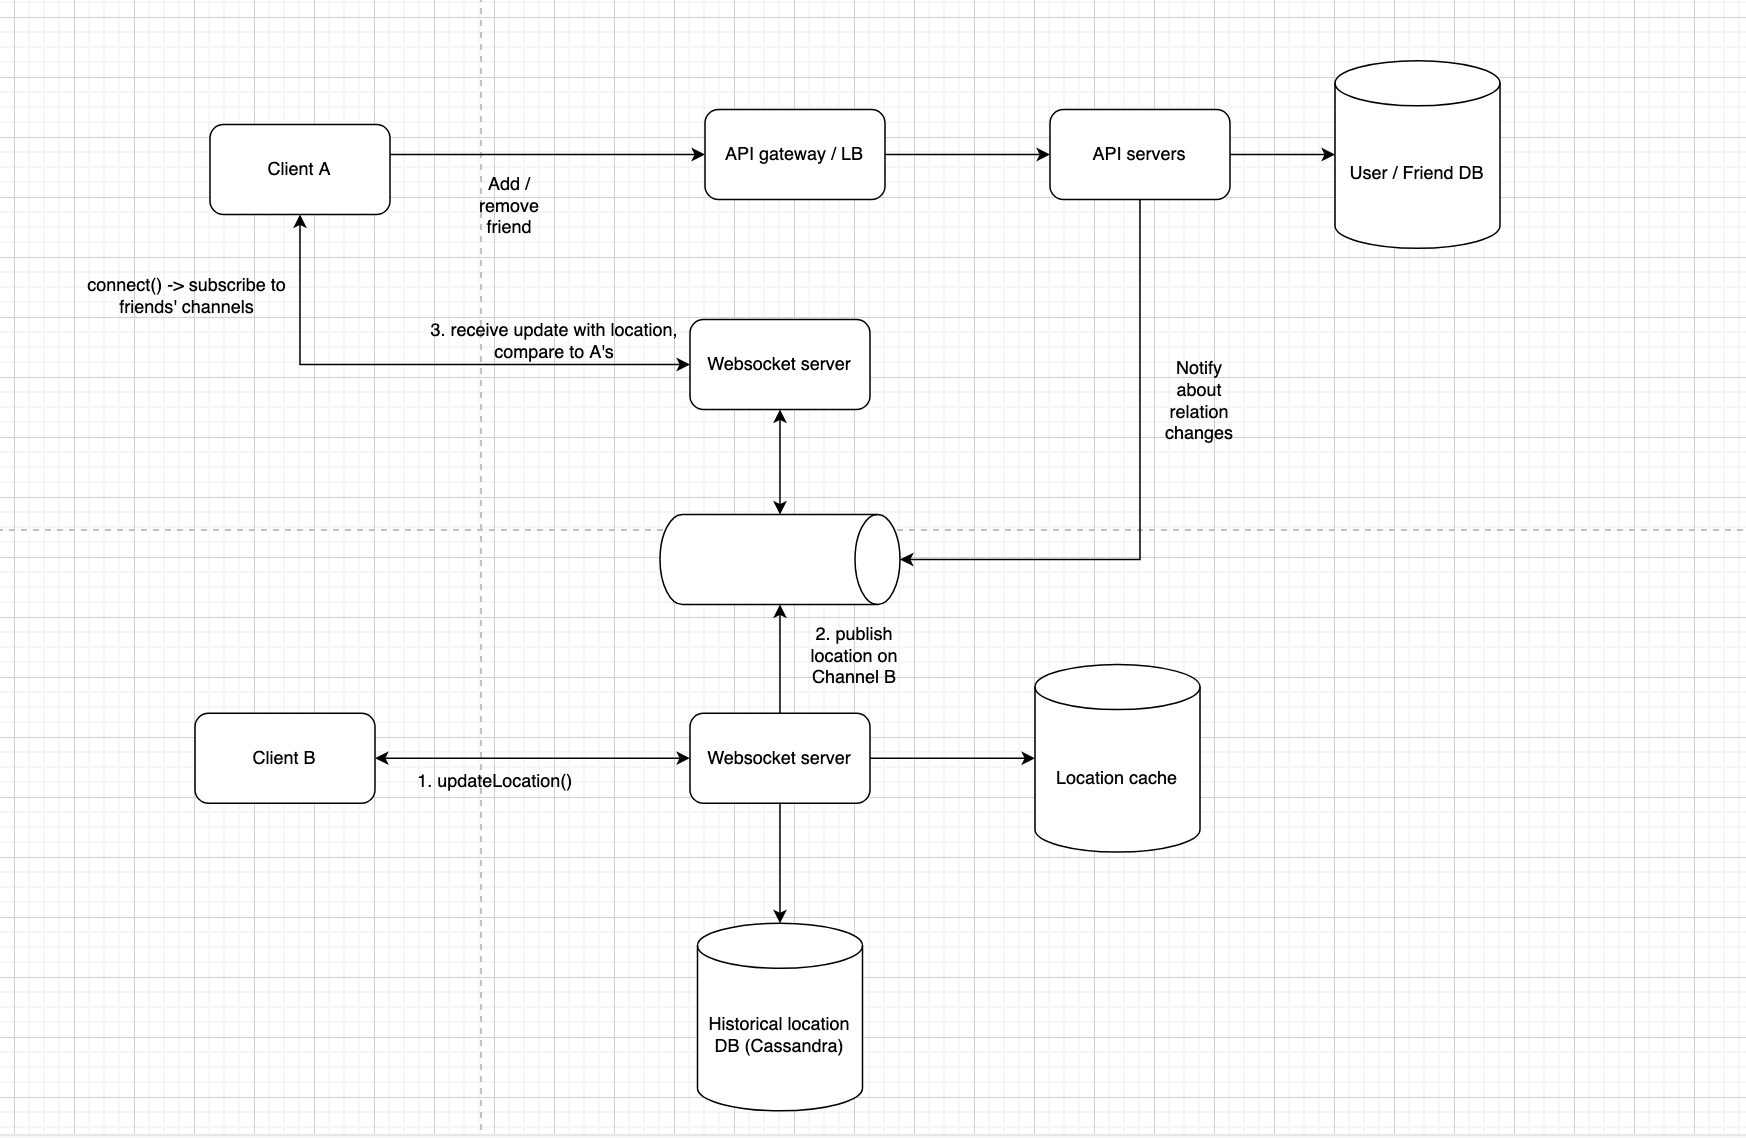 Client A
API gateway / LB
API servers
User / Friend DB
Add /
remove
friend
connect() -> subscribe to
friends' channels
3. receive update with location,
compare to A's
Websocket server
Notify
about
relation
changes
2. publish
location on
Channel B
Client B
1. updateLocation()
Websocket server
Location cache
Historical location
DB (Cassandra)